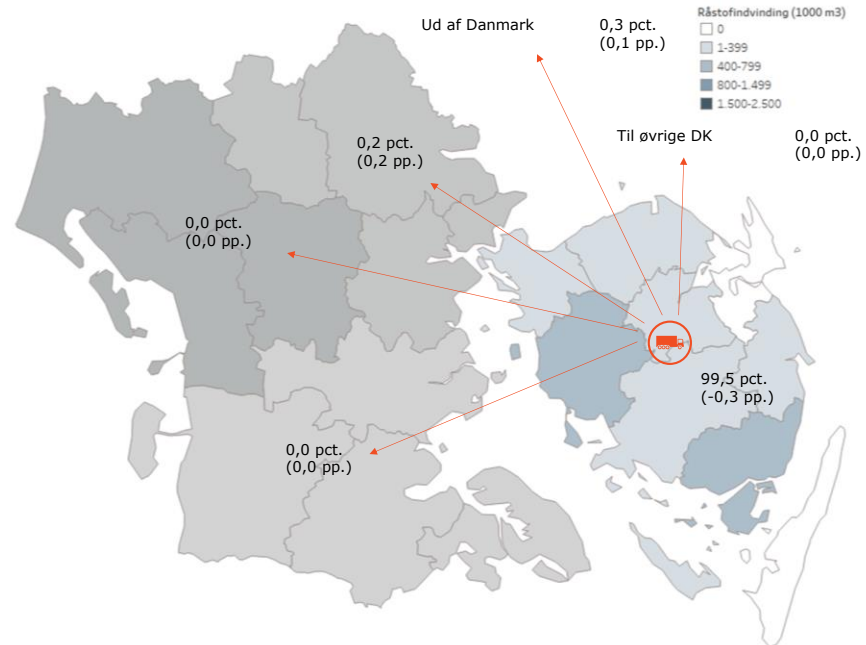 Ud af Danmark
0,3 pct.
(0,1 pp.)
Råstofindvinding (1000 m3)
0
1-399
400-799
800-1.499
1.500-2.500
Til øvrige DK
0,0 pct.
(0,0 pp.)
0,2 pct.
(0,2 pp.)
0,0 pct.
(0,0 pp.)
99,5 pct.
(-0,3 pp.)
0,0 pct.
(0,0 pp.)